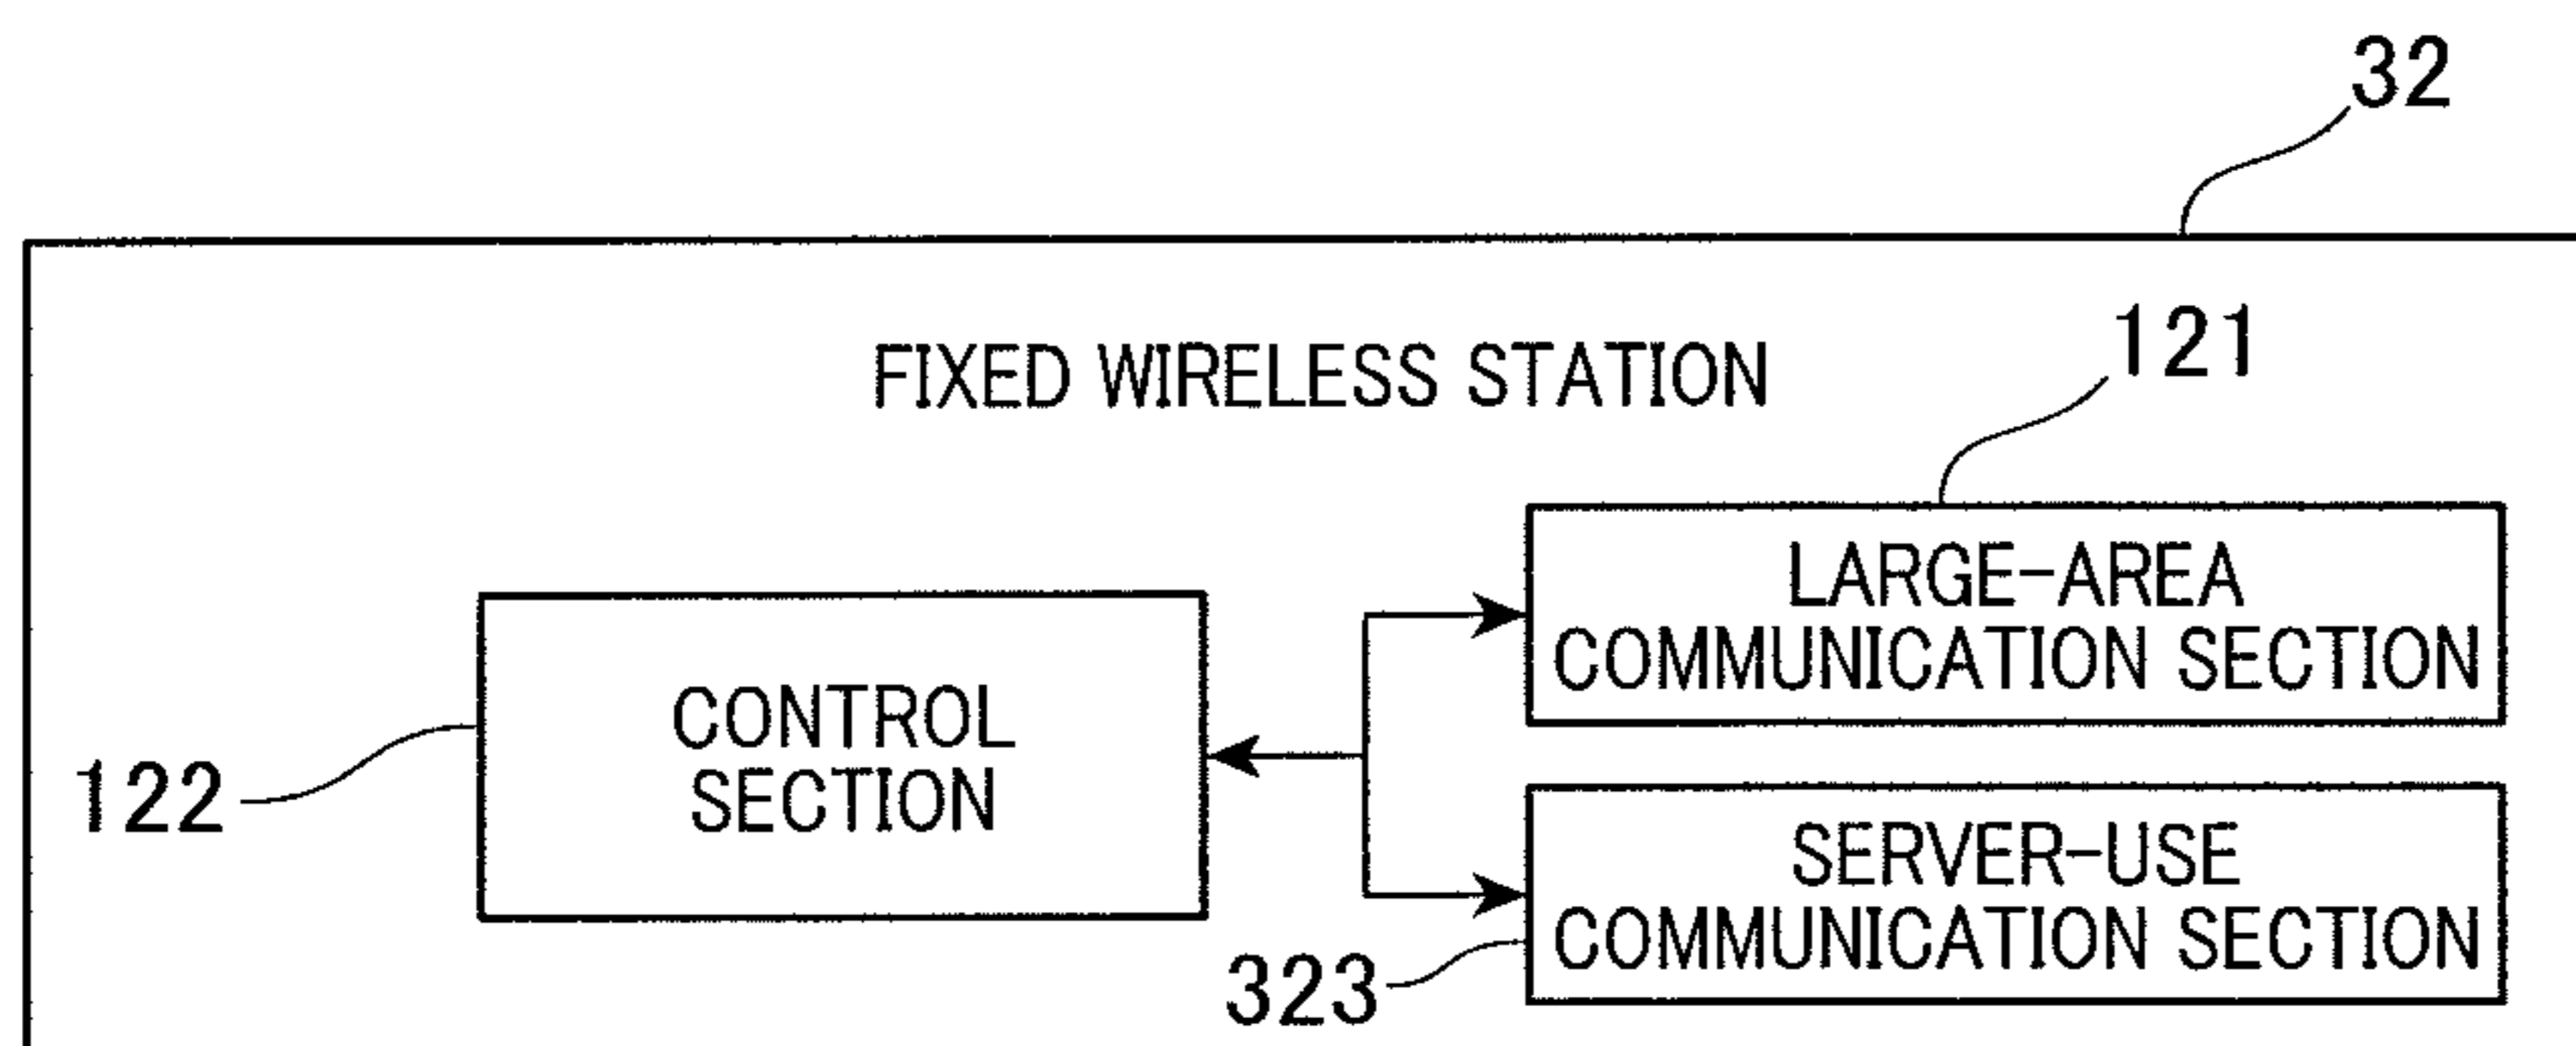 32
FIXED WIRELESS STATION
121
LARGE-AREA
COMMUNICATION SECTION
CONTROL
SECTION
122
SERVER-USE
COMMUNICATION SECTION
323